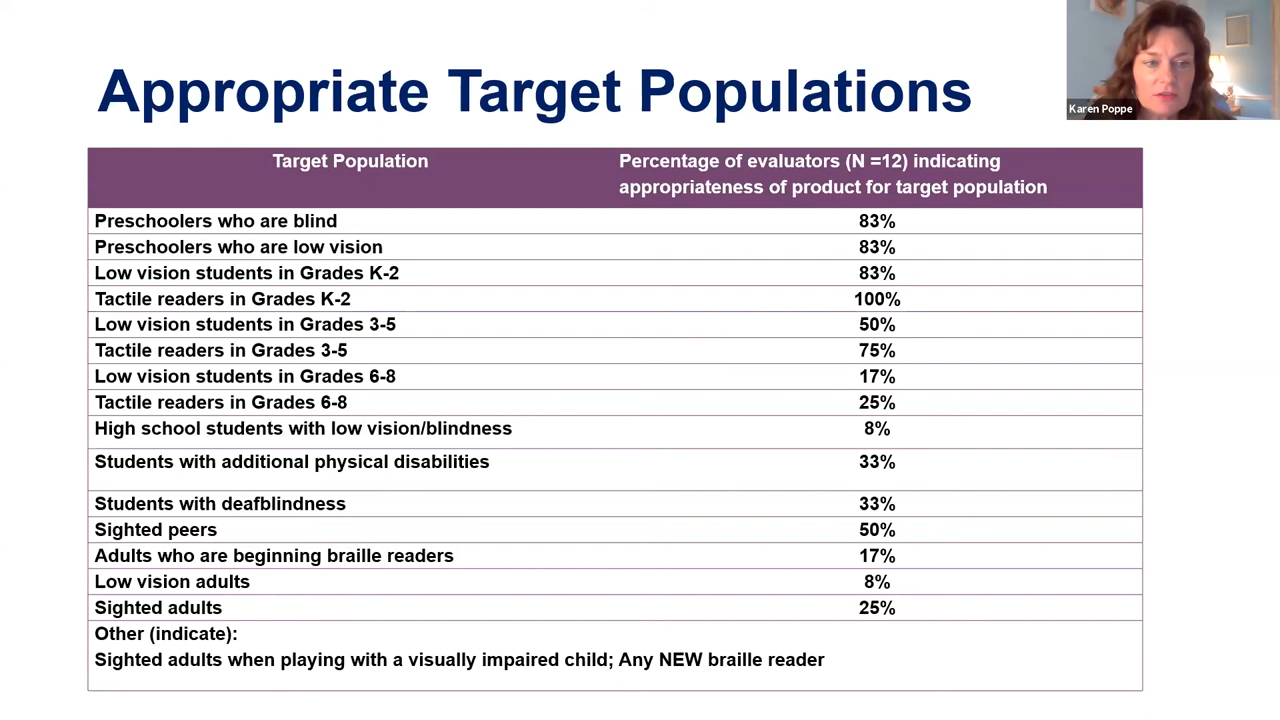 Appropriate Target Populations
Karen Poppe
Target Population
Percentage of evaluators (N =12) indicating
appropriateness of product for target population
Preschoolers who are blind 83%
Preschoolers who are low vision 83%
Low vision students in Grades K-2 83%
Tactile readers in Grades K-2 100%
Low vision students in Grades 3-5 50%
Tactile readers in Grades 3-5 75%
Low vision students in Grades 6-8 17%
Tactile readers in Grades 6-8 25%
High school students with low vision/blindness 8%
Students with additional physical disabilities 33%
Students with deafblindness 33%
Sighted peers 50%
Adults who are beginning braille readers 17%
Low vision adults 8%
Sighted adults 25%
Other (indicate):
Sighted adults when playing with a visually impaired child; Any NEW braille reader